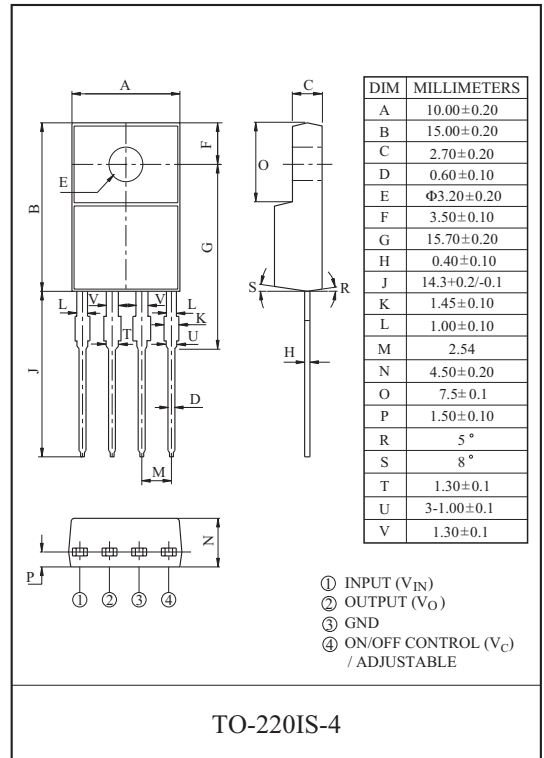 A
C
F
O
E
B
G
S
R
L
V
V
L
K
T
U
H
J
D
M
N
P
① ② ③ ④
DIM MILLIMETERS
A 10.00±0.20
B 15.00±0.20
C 2.70±0.20
D 0.60±0.10
E Φ3.20±0.20
F 3.50±0.10
G 15.70±0.20
H 0.40±0.10
J 14.3+0.2/-0.1
K 1.45±0.10
L 1.00±0.10
M 2.54
N 4.50±0.20
O 7.5±0.1
P 1.50±0.10
R 5°
S 8°
T 1.30±0.1
U 3-1.00±0.1
V 1.30±0.1
① INPUT (VIN)
② OUTPUT (VO)
③ GND
④ ON/OFF CONTROL (VC)
/ ADJUSTABLE
TO-220IS-4